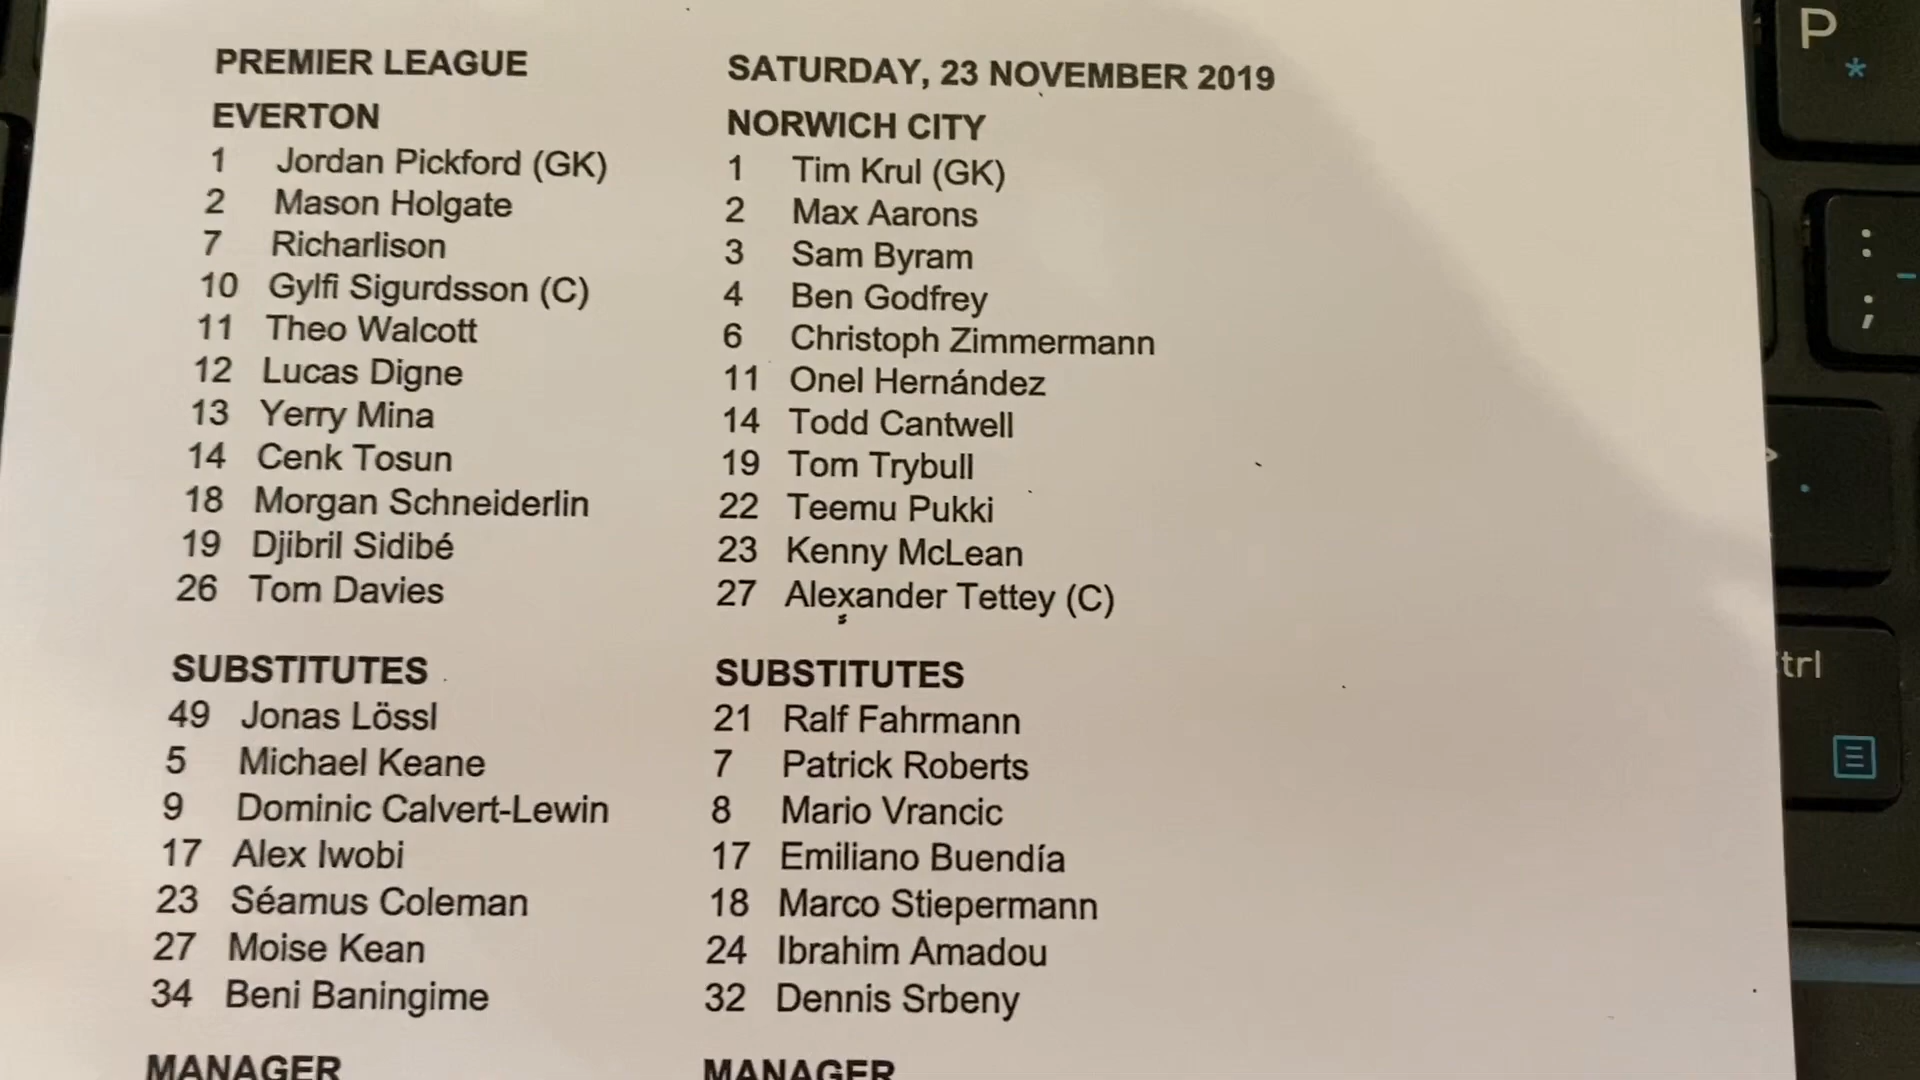 PREMIER LEAGUE
SATURDAY, 23 NOVEMBER 2019
EVERTON
1 Jordan Pickford (GK)
2 Mason Holgate
7 Richarlison
10 Gylfi Sigurdsson (C)
11 Theo Walcott
12 Lucas Digne
13 Yerry Mina
14 Cenk Tosun
18 Morgan Schneiderlin
19 Djibril Sidibé
26 Tom Davies
SUBSTITUTES
49 Jonas Lössl
5 Michael Keane
9 Dominic Calvert-Lewin
17 Alex Iwobi
23 Séamus Coleman
27 Moise Kean
34 Beni Baningime
MANAGER
NORWICH CITY
1 Tim Krul (GK)
2 Max Aarons
3 Sam Byram
4 Ben Godfrey
6 Christoph Zimmermann
11 Onel Hernández
14 Todd Cantwell
19 Tom Trybull
22 Teemu Pukki
23 Kenny McLean
27 Alexander Tettey (C)
SUBSTITUTES
21 Ralf Fahrmann
7 Patrick Roberts
8 Mario Vrancic
17 Emiliano Buendía
18 Marco Stiepermann
24 Ibrahim Amadou
32 Dennis Srbeny
MANAGER
P
*
:
;
trl